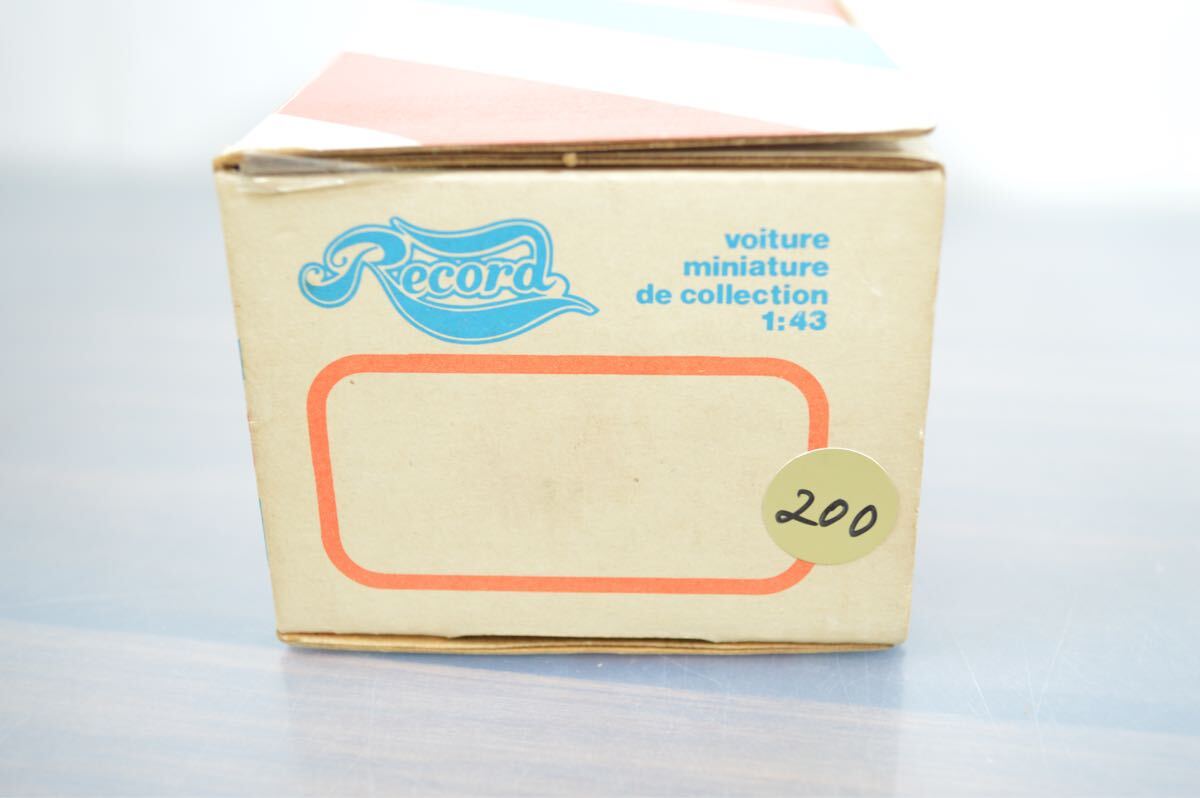 Record
voiture
miniature
de collection
1:43
200